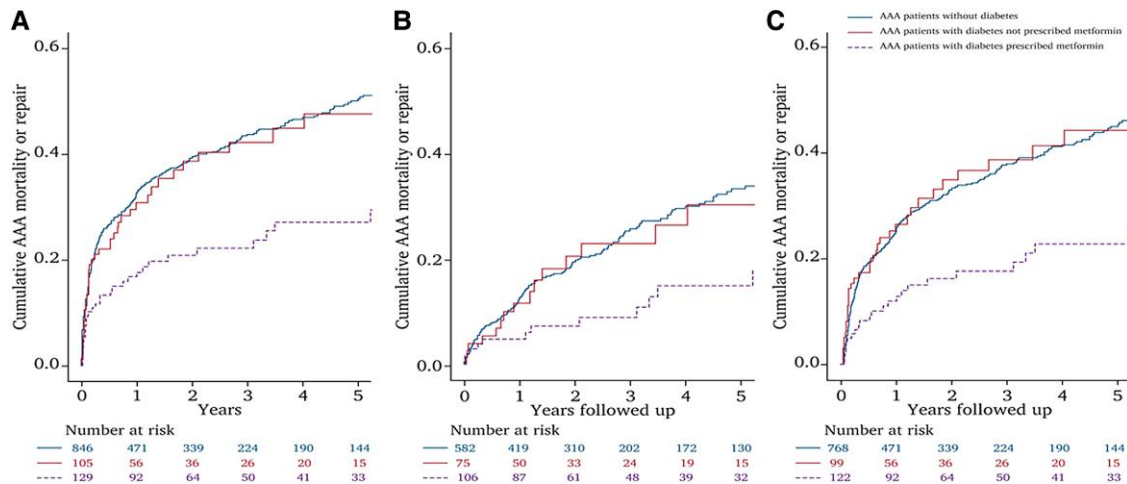 A
Cumulative AAA mortality or repair
0.6
0.4
0.2
0.0
0 1 2 3 4 5
Years
Number at risk
846 471 339 224 190 144
105 56 36 26 20 15
129 92 64 50 41 33
B
Cumulative AAA mortality or repair
0.6
0.4
0.2
0.0
0 1 2 3 4 5
Years followed up
Number at risk
582 419 310 202 172 130
75 50 33 24 19 15
106 87 61 48 39 32
C
AAA patients without diabetes
AAA patients with diabetes not prescribed metformin
AAA patients with diabetes prescribed metformin
Cumulative AAA mortality or repair
0.6
0.4
0.2
0.0
0 1 2 3 4 5
Years followed up
Number at risk
768 471 336 224 190 144
99 56 36 26 20 15
122 92 64 50 41 33